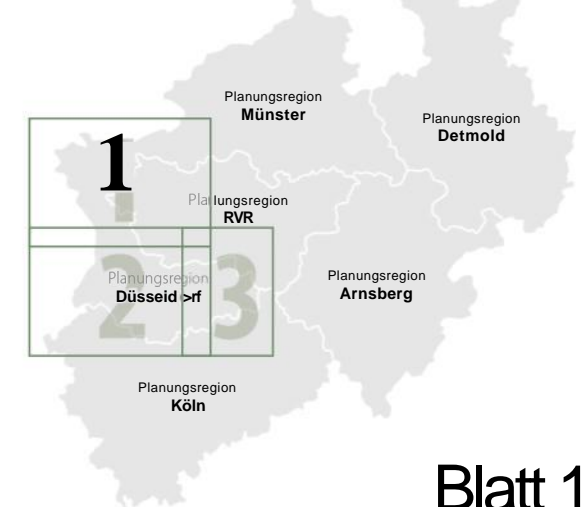 Planungsregion
Münster
Planungsregion
Detmold
1
Planungsregion
RVR
Planungsregion
Düsseid >rf
2
3
Planungsregion
Arnsberg
Planungsregion
Köln
Blatt 1